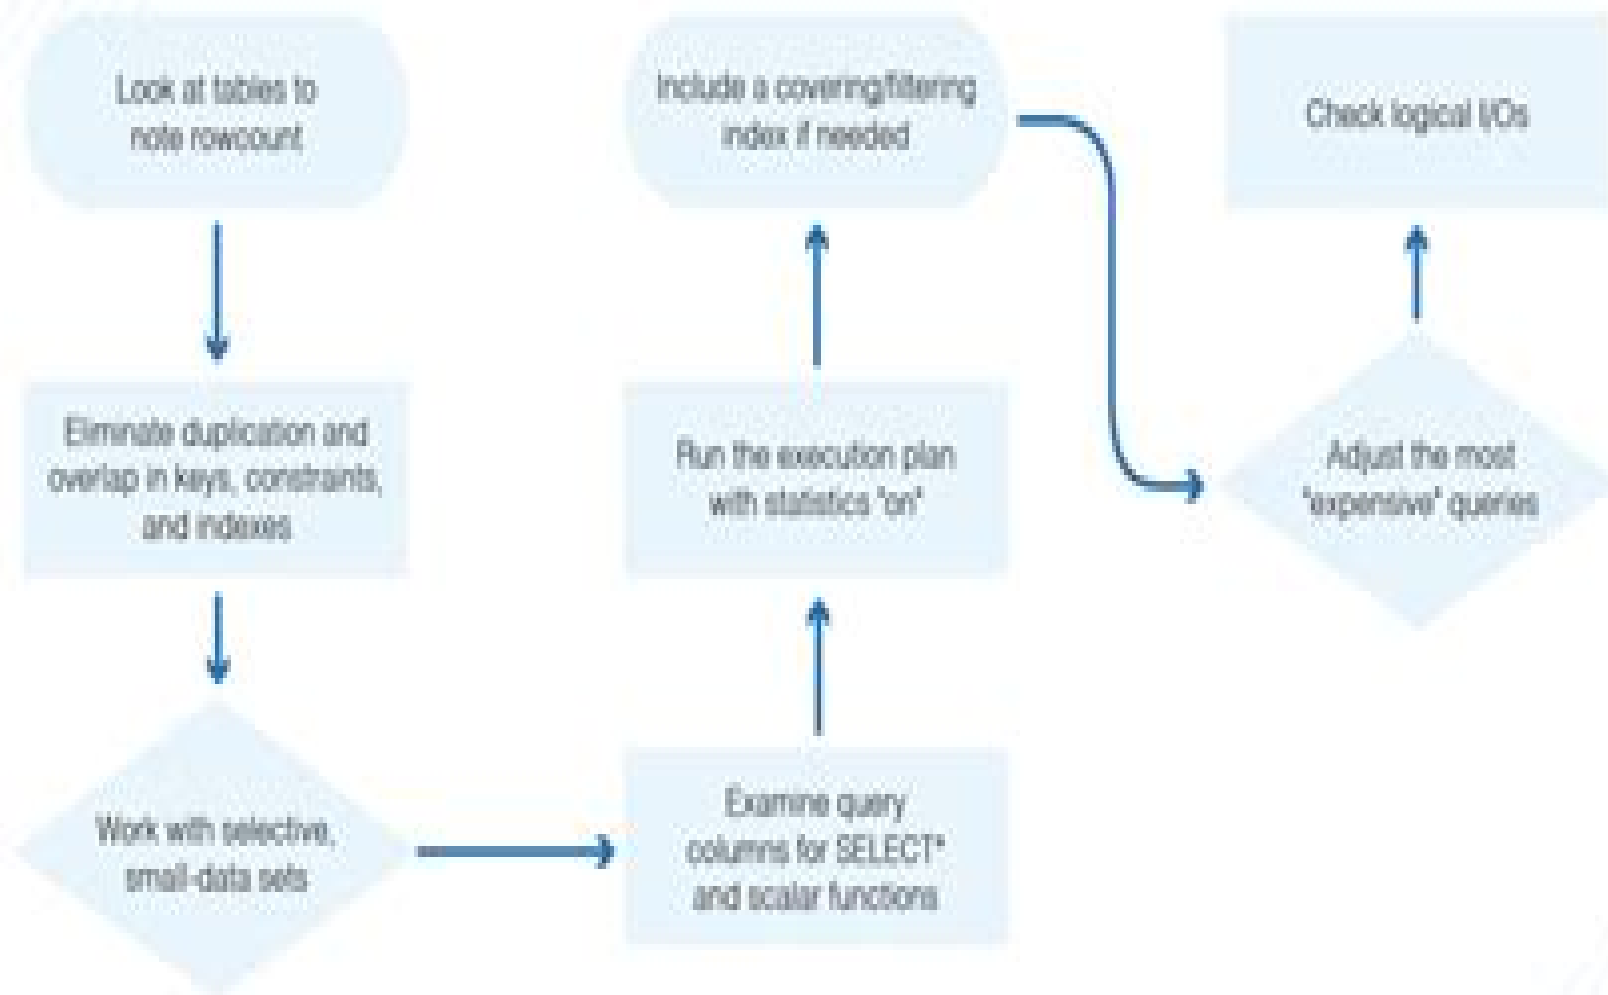 Look at tables to
note rowcount
Eliminate duplication and
overlap in keys, constraints,
and indexes
Work with selective,
small-data sets
Examine query
columns for SELECT*
and scalar functions
Run the execution plan
with statistics "on"
Include a covering/filtering
index if needed
Adjust the most
"expensive" queries
Check logical I/Os